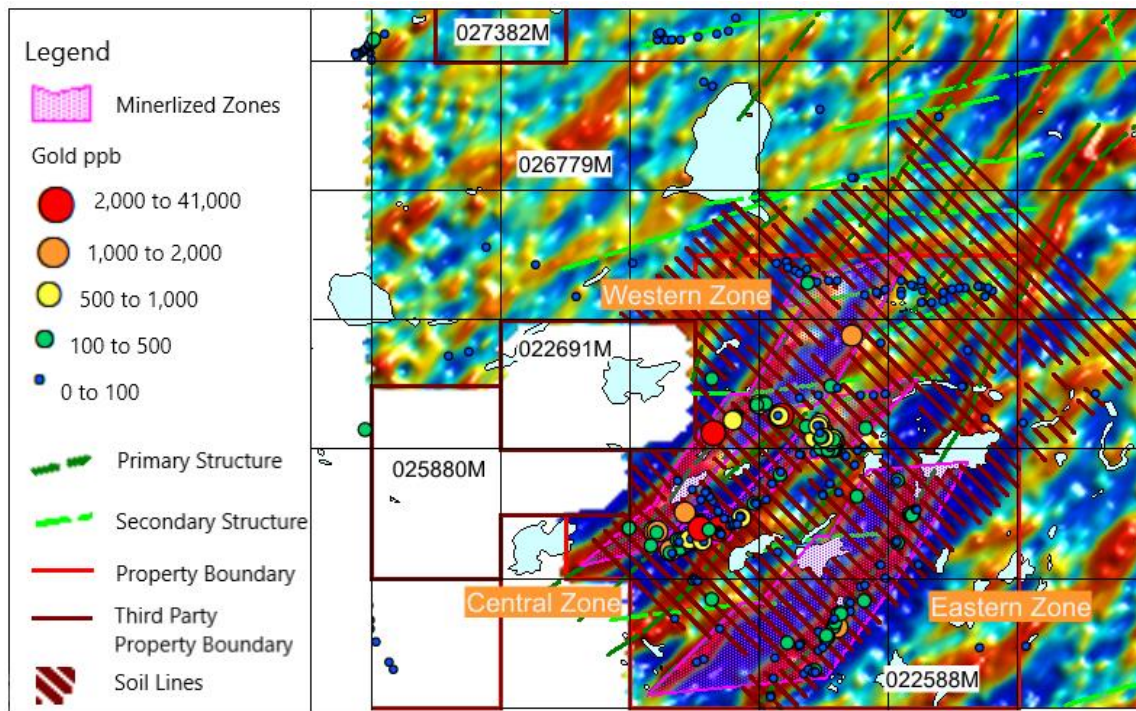 Legend
Minerlized Zones
Gold ppb
2,000 to 41,000
1,000 to 2,000
500 to 1,000
100 to 500
0 to 100
Primary Structure
Secondary Structure
Property Boundary
Third Party
Property Boundary
Soil Lines
027382M
026779M
Western Zone
022691M
025880M
Central Zone
Eastern Zone
022588M